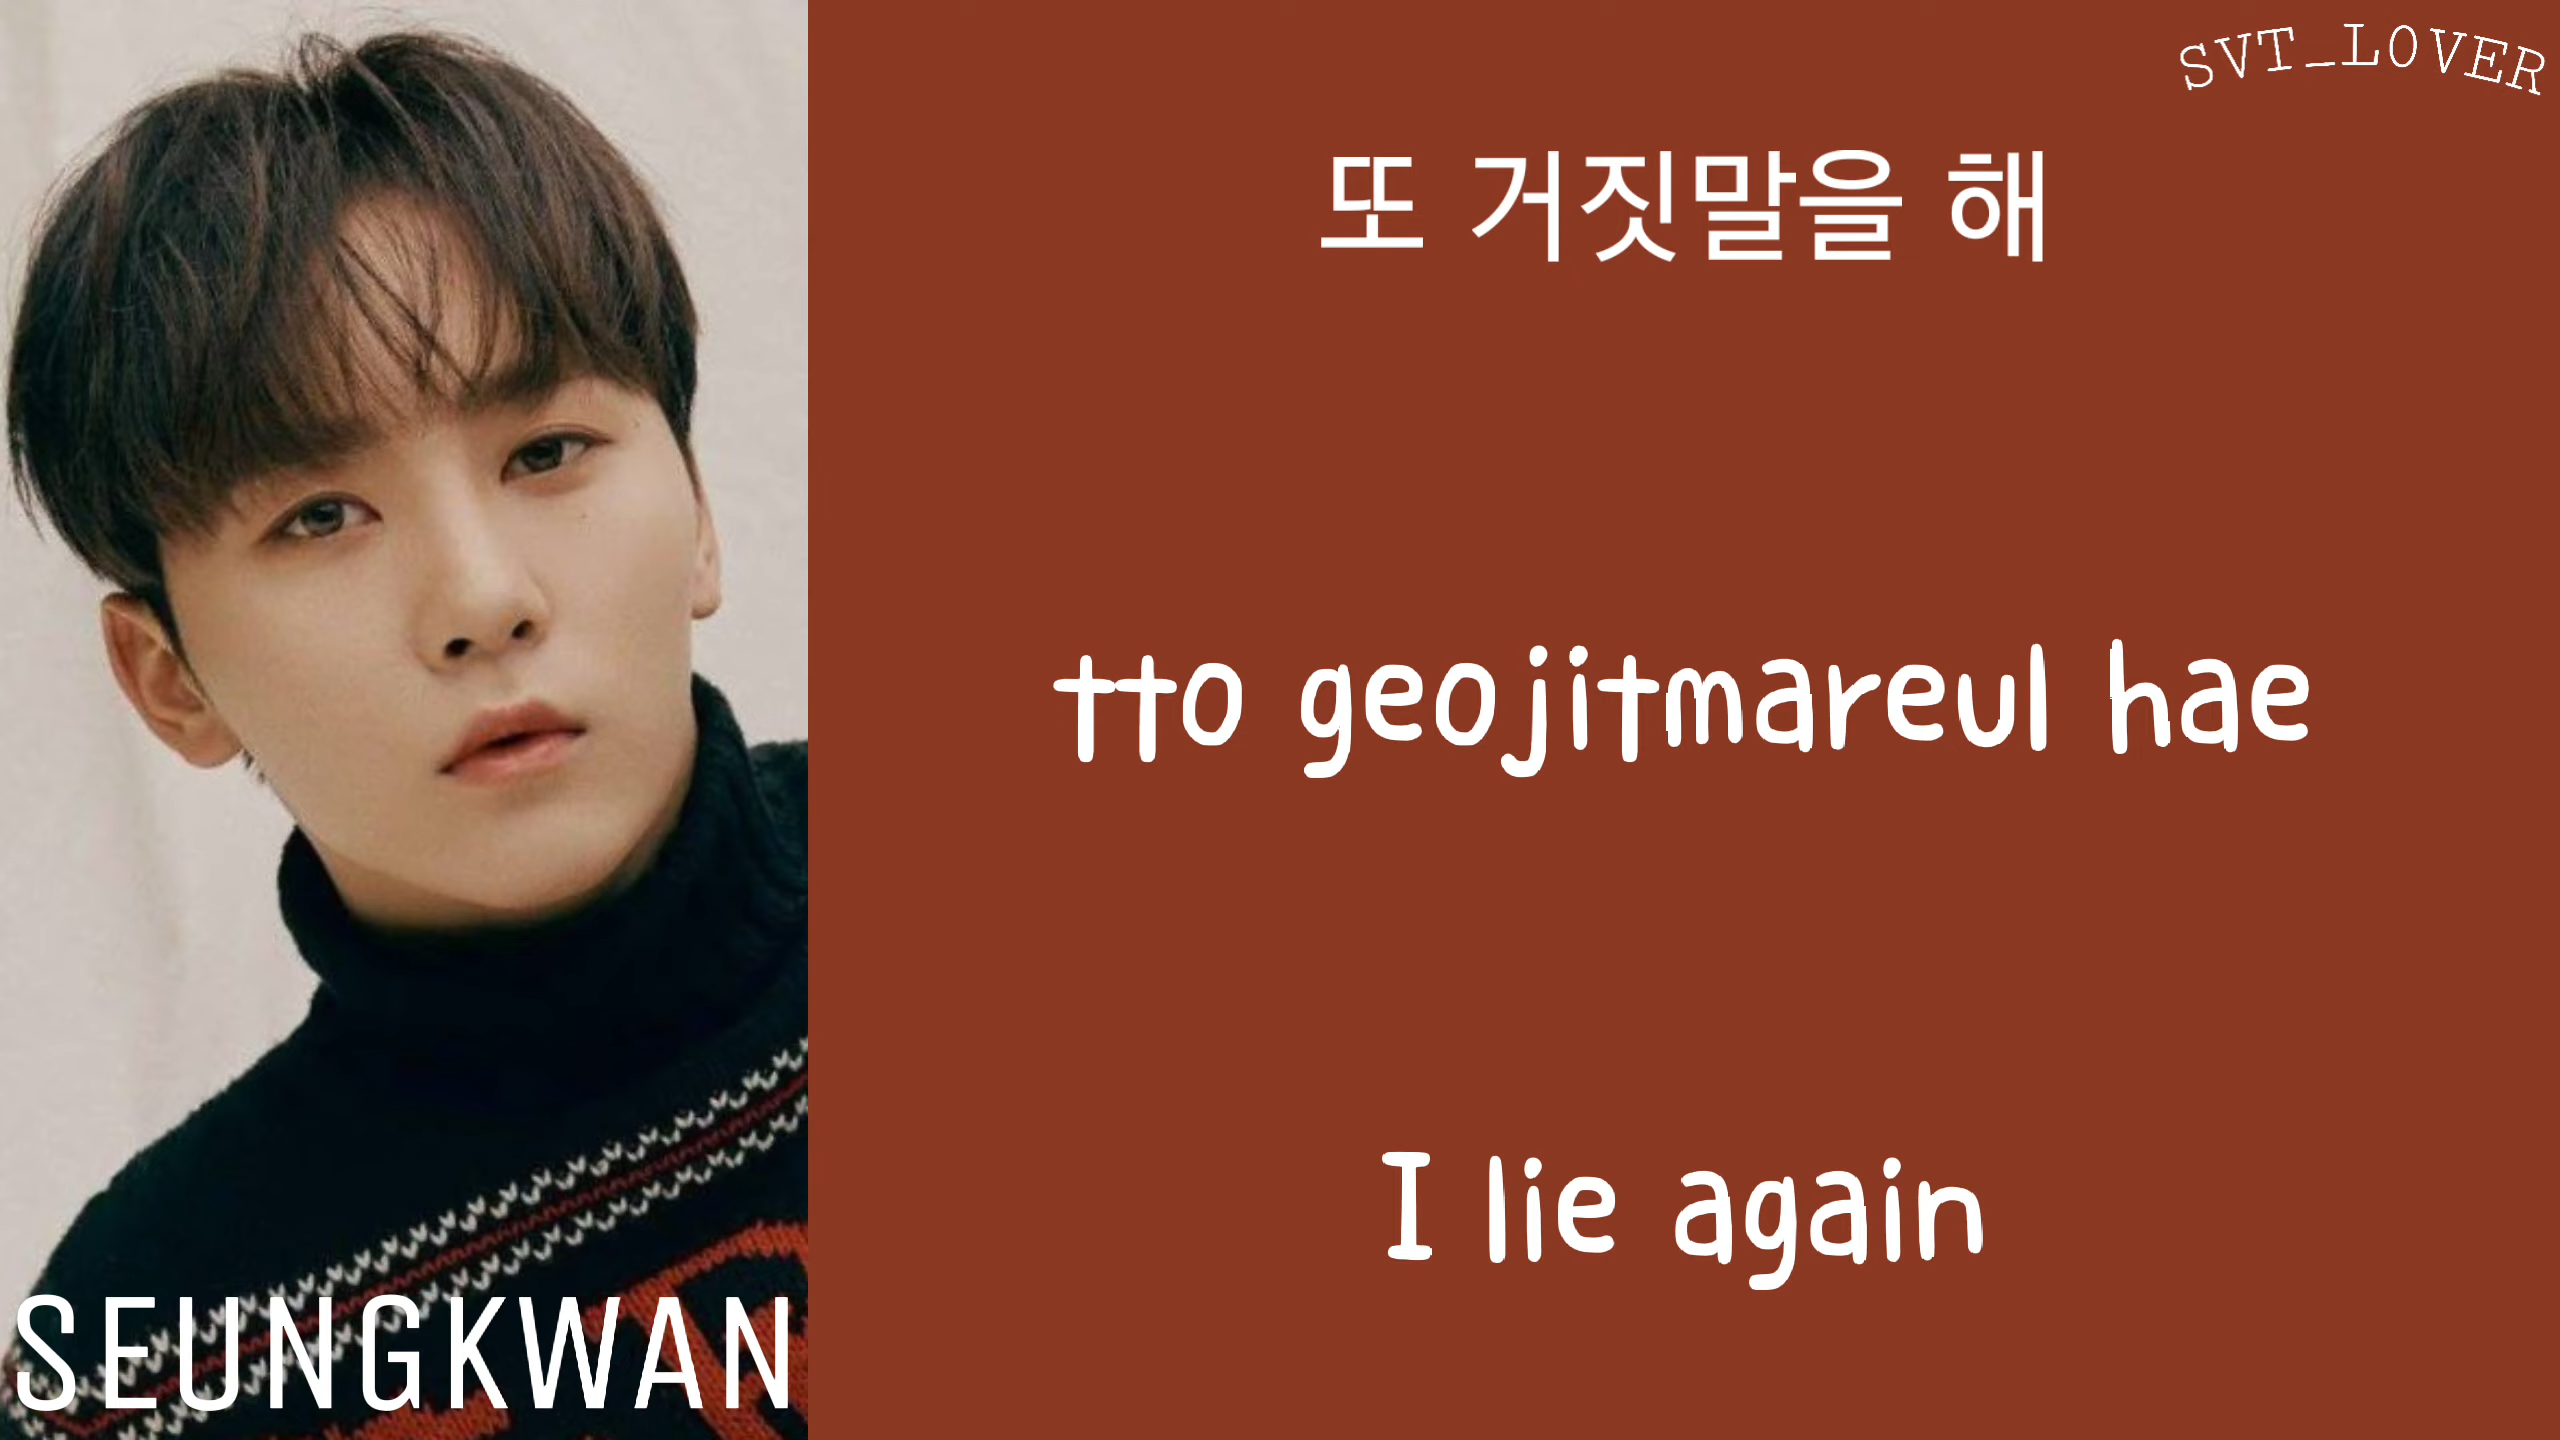 SVT_LOVER
또 거짓말을 해
tto geojitmareul hae
I lie again
SEUNGKWAN